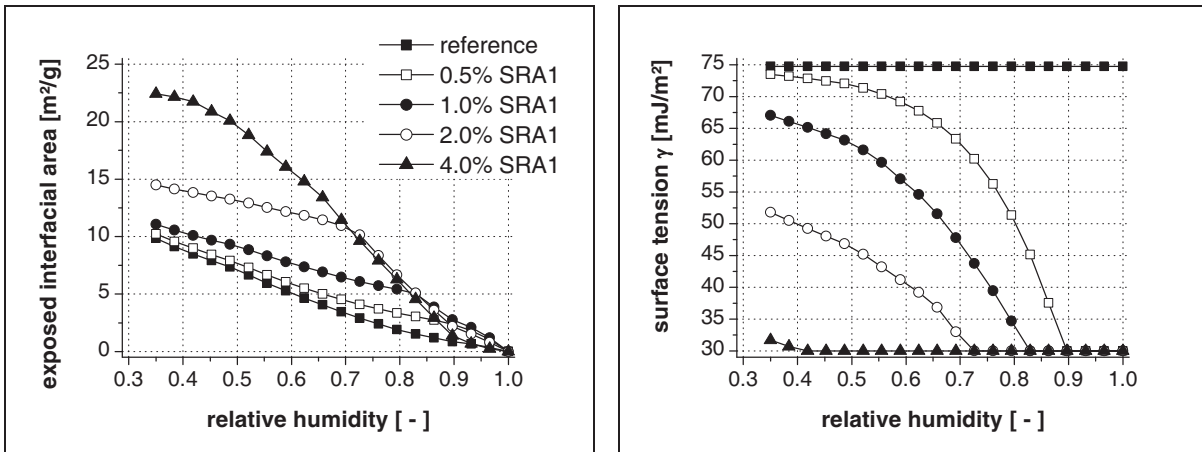 exposed interfacial area [m²/g]
25
20
15
10
5
0
0.3 0.4 0.5 0.6 0.7 0.8 0.9 1.0
relative humidity [ - ]
reference
0.5% SRA1
1.0% SRA1
2.0% SRA1
4.0% SRA1
surface tension γ [mJ/m²]
75
70
65
60
55
50
45
40
35
30
0.3 0.4 0.5 0.6 0.7 0.8 0.9 1.0
relative humidity [ - ]